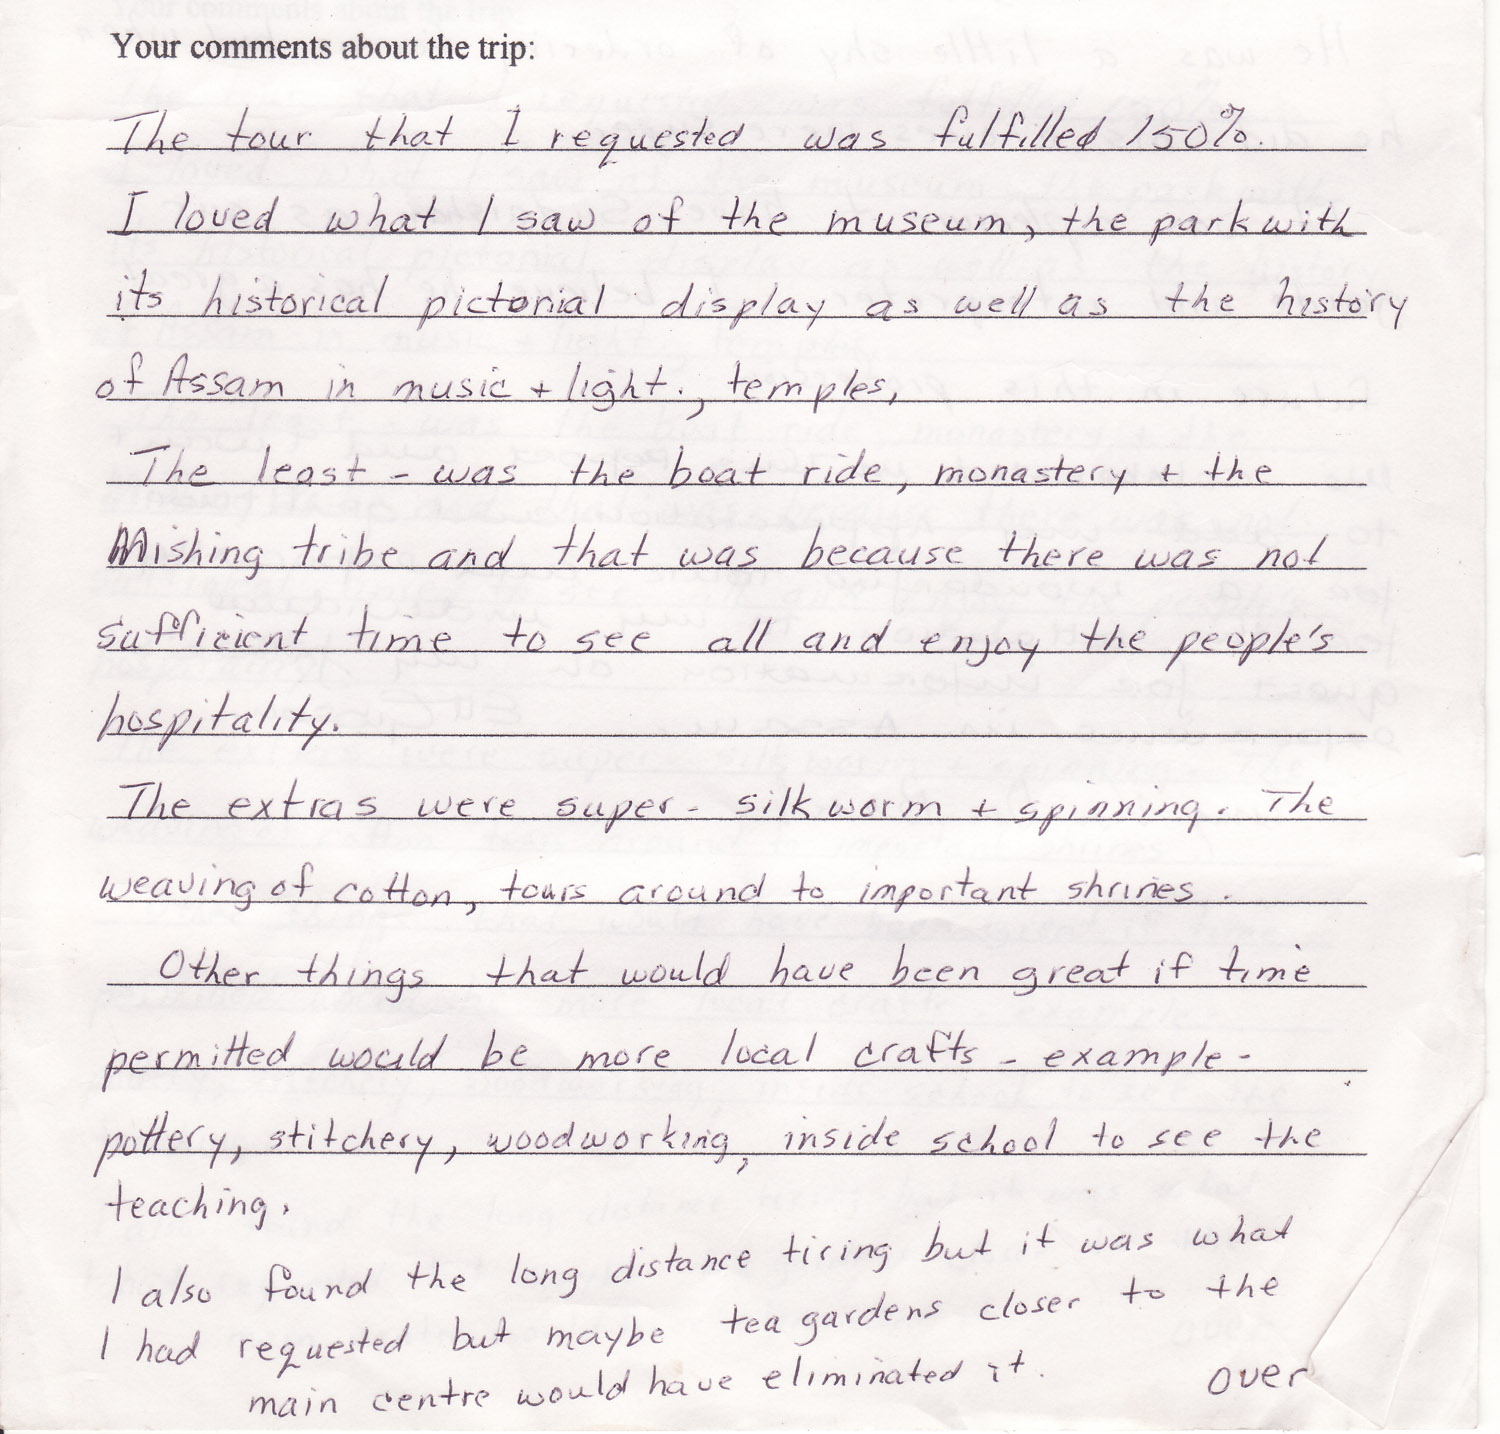 Your comments about the trip:
The tour that I requested was fulfilled 150%.
I loved what I saw of the museum, the park with
its historical pictorial display as well as the history
of Assam in music + light., temples,
The least - was the boat ride, monastery + the
Mishing tribe and that was because there was not
sufficient time to see all and enjoy the people's
hospitality.
The extras were super - silk worm + spinning. The
weaving of cotton, tours around to important shrines.
Other things that would have been great if time
permitted would be more local crafts - example -
pottery, stitchery, woodworking, inside school to see the
teaching.
I also found the long distance tiring but it was what
I had requested but maybe tea gardens closer to the
main centre would have eliminated it.
over